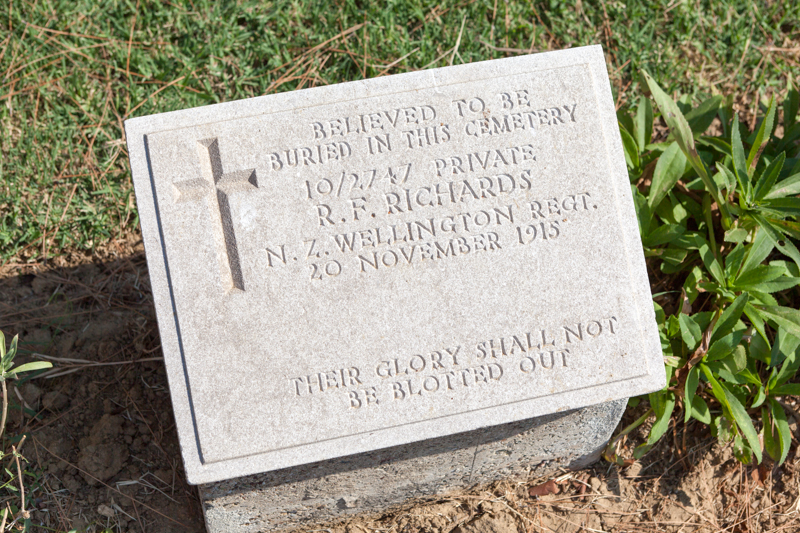 BELIEVED TO BE
BURIED IN THIS CEMETERY
10/2747 PRIVATE
R. F. RICHARDS
N. Z. WELLINGTON REGT.
20 NOVEMBER 1915
THEIR GLORY SHALL NOT
BE BLOTTED OUT